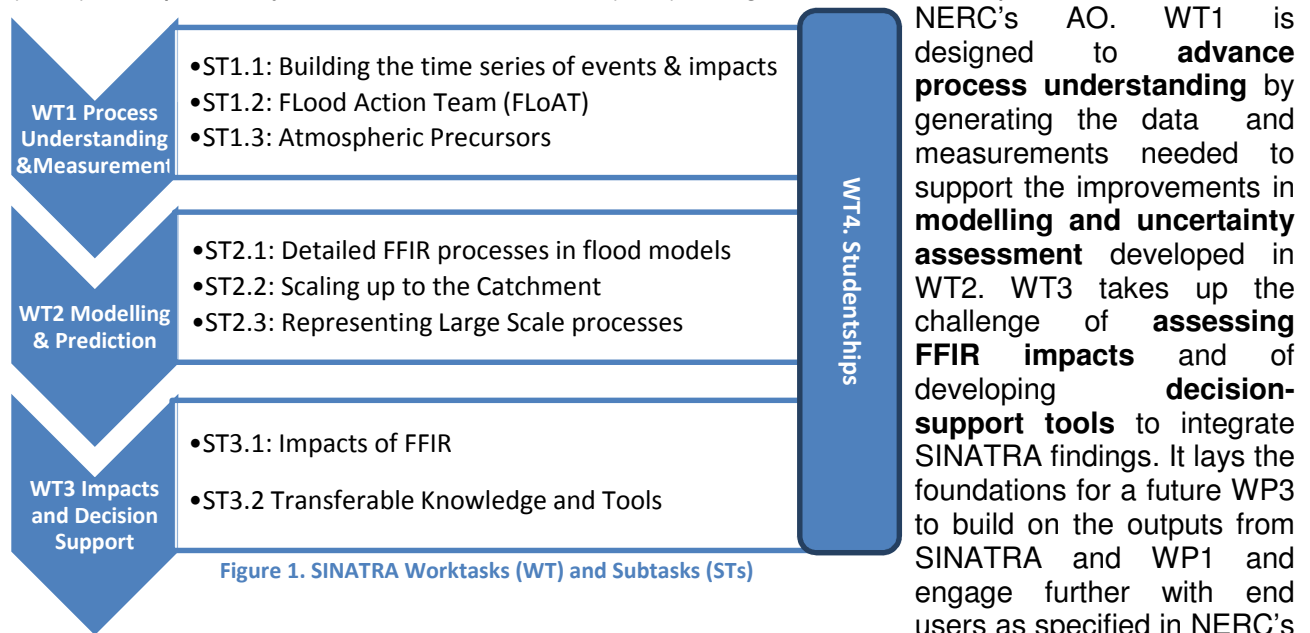 WT1 Process
Understanding
&Measurement
•ST1.1: Building the time series of events & impacts
•ST1.2: FLood Action Team (FLoAT)
•ST1.3: Atmospheric Precursors
WT2 Modelling
& Prediction
•ST2.1: Detailed FFIR processes in flood models
•ST2.2: Scaling up to the Catchment
•ST2.3: Representing Large Scale processes
WT3 Impacts
and Decision
Support
•ST3.1: Impacts of FFIR
•ST3.2 Transferable Knowledge and Tools
WT4. Studentships
Figure 1. SINATRA Worktasks (WT) and Subtasks (STs)
NERC's AO. WT1 is
designed to advance
process understanding by
generating the data and
measurements needed to
support the improvements in
modelling and uncertainty
assessment developed in
WT2. WT3 takes up the
challenge of assessing
FFIR impacts and of
developing decision-
support tools to integrate
SINATRA findings. It lays the
foundations for a future WP3
to build on the outputs from
SINATRA and WP1 and
engage further with end
users as specified in NERC's